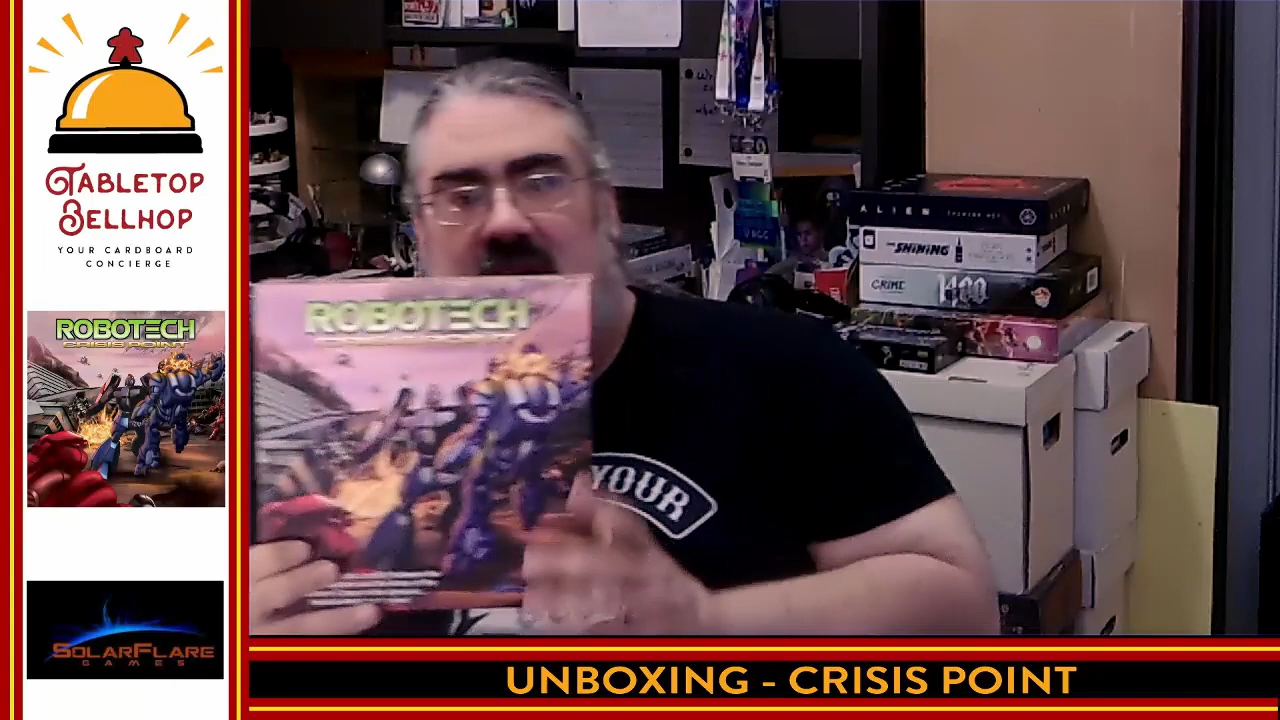 TABLETOP
BELLHOP
YOUR CARDBOARD
CONCIERGE
ROBOTECH
CRISIS POINT
SOLARFLARE
GAMES
ROBOTECH
YOUR
ALIEN
THE SHINING
CRIME
1400
UNBOXING - CRISIS POINT